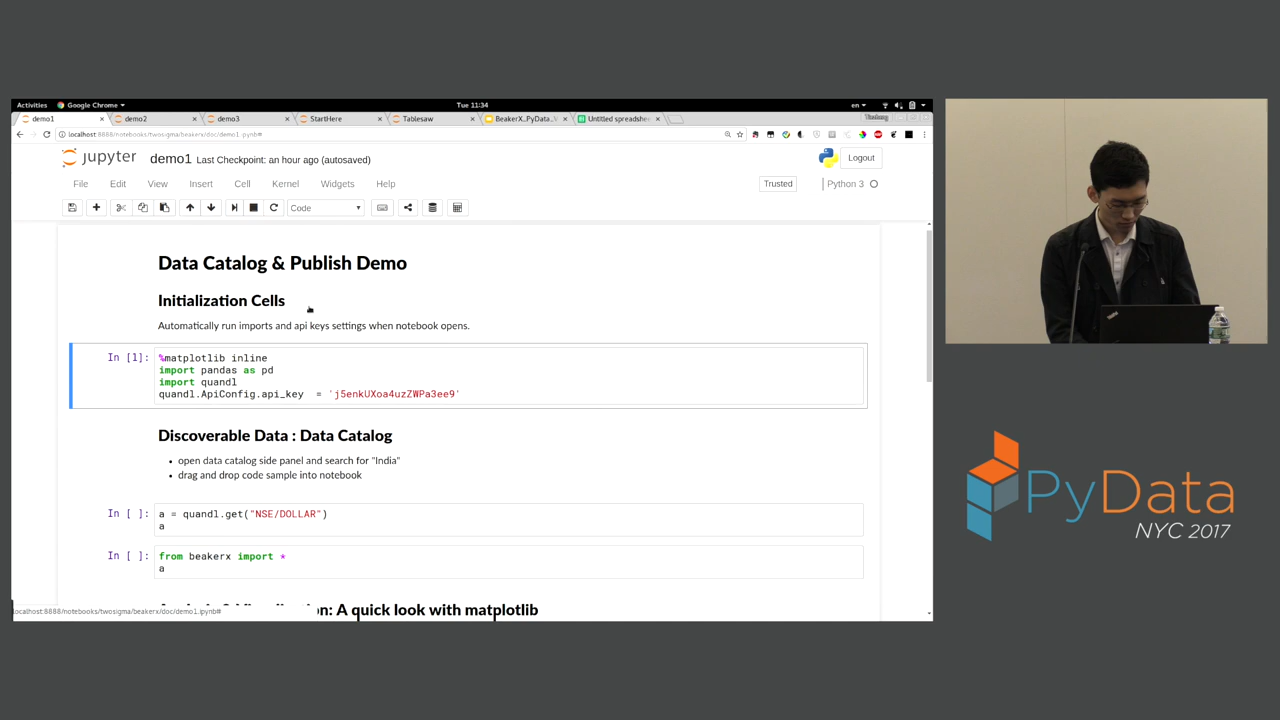 Activities Google Chrome Tue 11:34 en
demo1 demo2 demo3 StartHere Tablesaw BeakerX_PyData_ Untitled spreadshe
localhost:8888/notebooks/twosigma/beakerx/doc/demo1.ipynb#
jupyter demo1 Last Checkpoint: an hour ago (autosaved) Logout
File Edit View Insert Cell Kernel Widgets Help Trusted Python 3
Code
Data Catalog & Publish Demo
Initialization Cells
Automatically run imports and api keys settings when notebook opens.
In [1]: %matplotlib inline
import pandas as pd
import quandl
quandl.ApiConfig.api_key = 'j5enkUXoa4uzZWPa3ee9'
Discoverable Data : Data Catalog
• open data catalog side panel and search for "India"
• drag and drop code sample into notebook
In [ ]: a = quandl.get("NSE/DOLLAR")
a
In [ ]: from beakerx import *
a
localhost:8888/notebooks/twosigma/beakerx/doc/demo1.ipynb#
: A quick look with matplotlib
PyData
NYC 2017